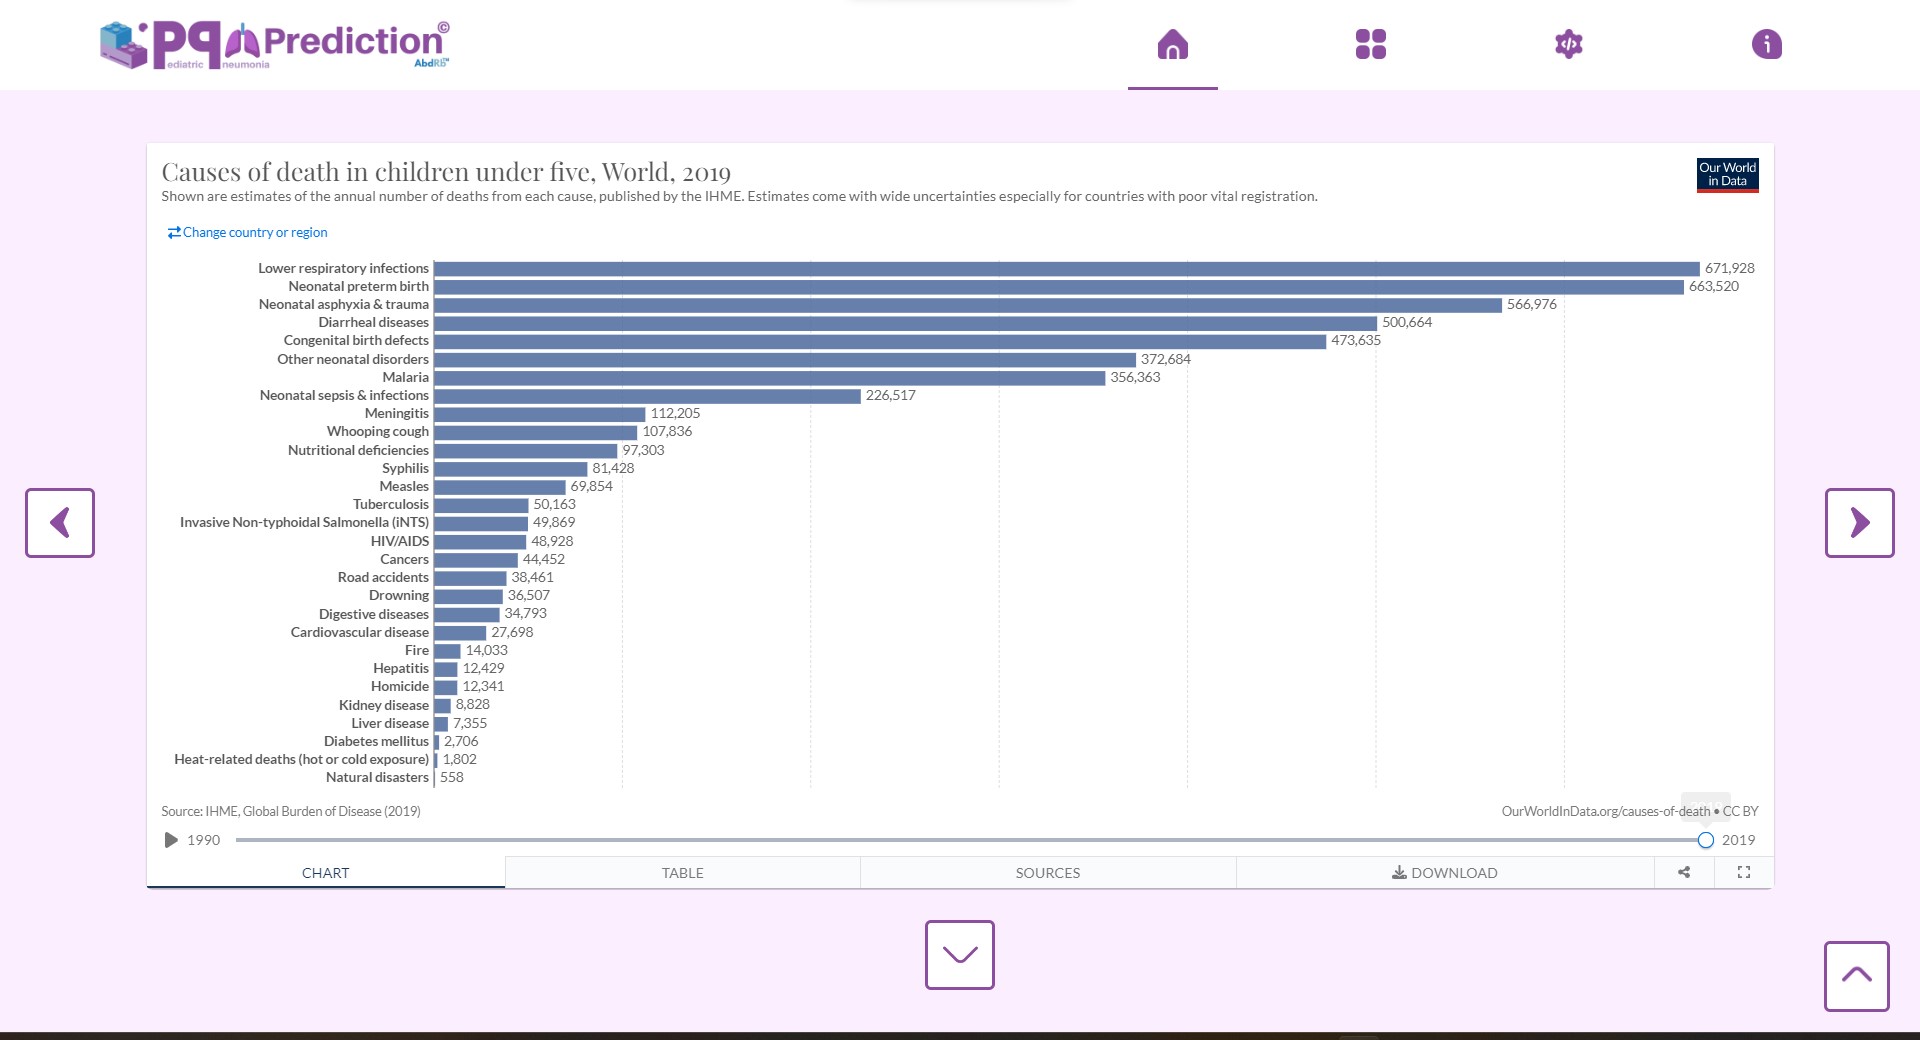 pq Prediction©
ediatric neumonia
AbdRb™
Causes of death in children under five, World, 2019
Shown are estimates of the annual number of deaths from each cause, published by the IHME. Estimates come with wide uncertainties especially for countries with poor vital registration.
Our World
in Data
Change country or region
Lower respiratory infections 671,928
Neonatal preterm birth 663,520
Neonatal asphyxia & trauma 566,976
Diarrheal diseases 500,664
Congenital birth defects 473,635
Other neonatal disorders 372,684
Malaria 356,363
Neonatal sepsis & infections 226,517
Meningitis 112,205
Whooping cough 107,836
Nutritional deficiencies 97,303
Syphilis 81,428
Measles 69,854
Tuberculosis 50,163
Invasive Non-typhoidal Salmonella (iNTS) 49,869
HIV/AIDS 48,928
Cancers 44,452
Road accidents 38,461
Drowning 36,507
Digestive diseases 34,793
Cardiovascular disease 27,698
Fire 14,033
Hepatitis 12,429
Homicide 12,341
Kidney disease 8,828
Liver disease 7,355
Diabetes mellitus 2,706
Heat-related deaths (hot or cold exposure) 1,802
Natural disasters 558
Source: IHME, Global Burden of Disease (2019) OurWorldInData.org/causes-of-death • CC BY
1990 2019
CHART TABLE SOURCES DOWNLOAD